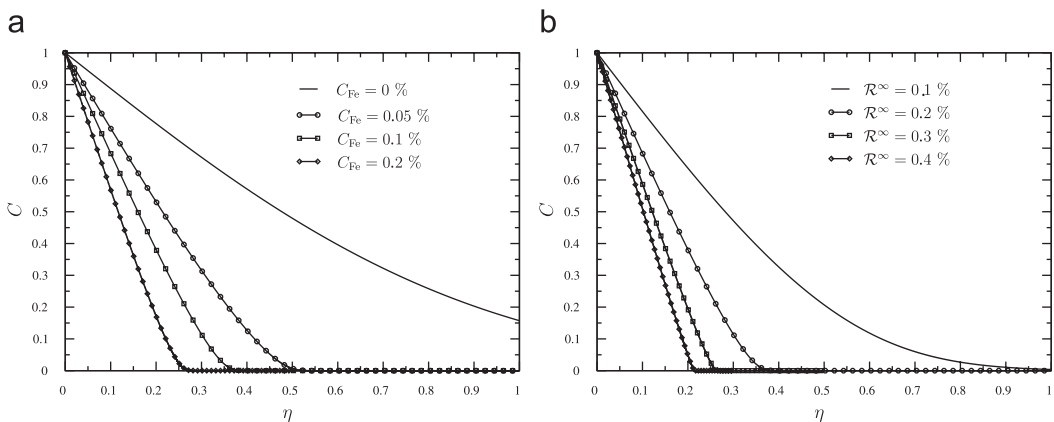 a
1
0.9
0.8
0.7
0.6
0.5
0.4
0.3
0.2
0.1
0
C
C_Fe = 0 %
C_Fe = 0.05 %
C_Fe = 0.1 %
C_Fe = 0.2 %
0 0.1 0.2 0.3 0.4 0.5 0.6 0.7 0.8 0.9 1
η
b
1
0.9
0.8
0.7
0.6
0.5
0.4
0.3
0.2
0.1
0
C
ℛ^∞ = 0.1 %
ℛ^∞ = 0.2 %
ℛ^∞ = 0.3 %
ℛ^∞ = 0.4 %
0 0.1 0.2 0.3 0.4 0.5 0.6 0.7 0.8 0.9 1
η